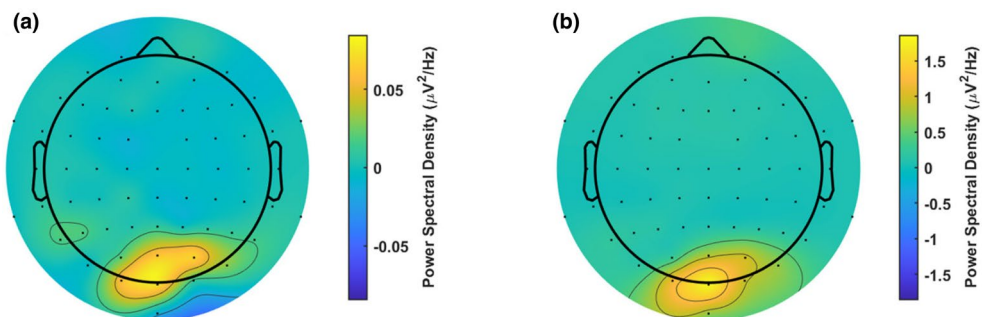 (a)
0.05
0
-0.05
Power Spectral Density (μV²/Hz)
(b)
1.5
1
0.5
0
-0.5
-1
-1.5
Power Spectral Density (μV²/Hz)